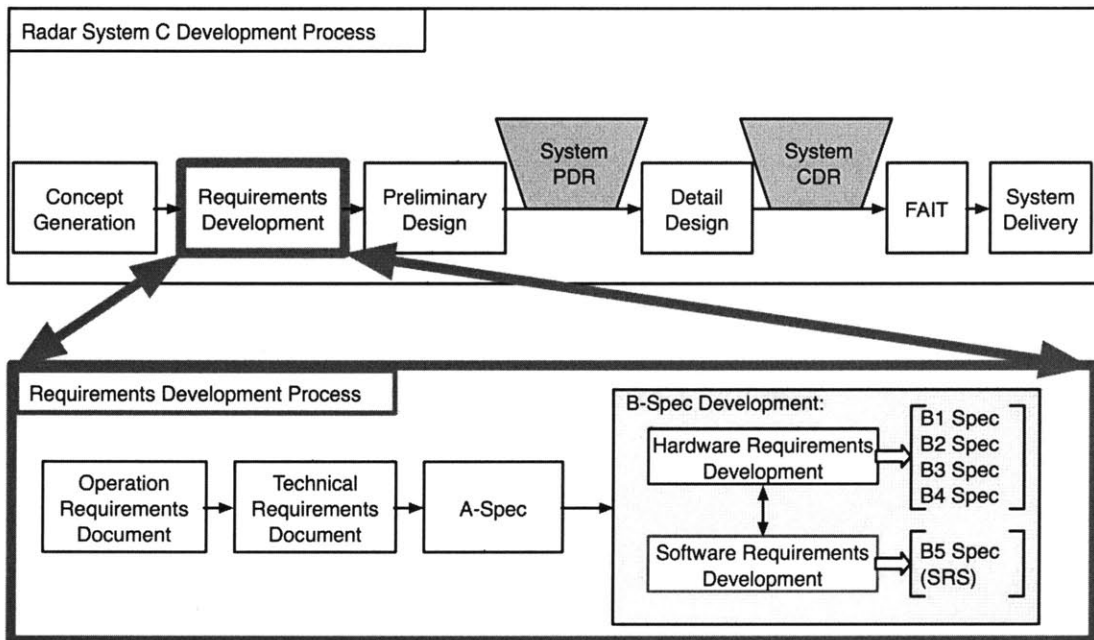 Radar System C Development Process
Concept
Generation
Requirements
Development
Preliminary
Design
System
PDR
Detail
Design
System
CDR
FAIT
System
Delivery
Requirements Development Process
Operation
Requirements
Document
Technical
Requirements
Document
A-Spec
B-Spec Development:
Hardware Requirements
Development
B1 Spec
B2 Spec
B3 Spec
B4 Spec
Software Requirements
Development
B5 Spec
(SRS)